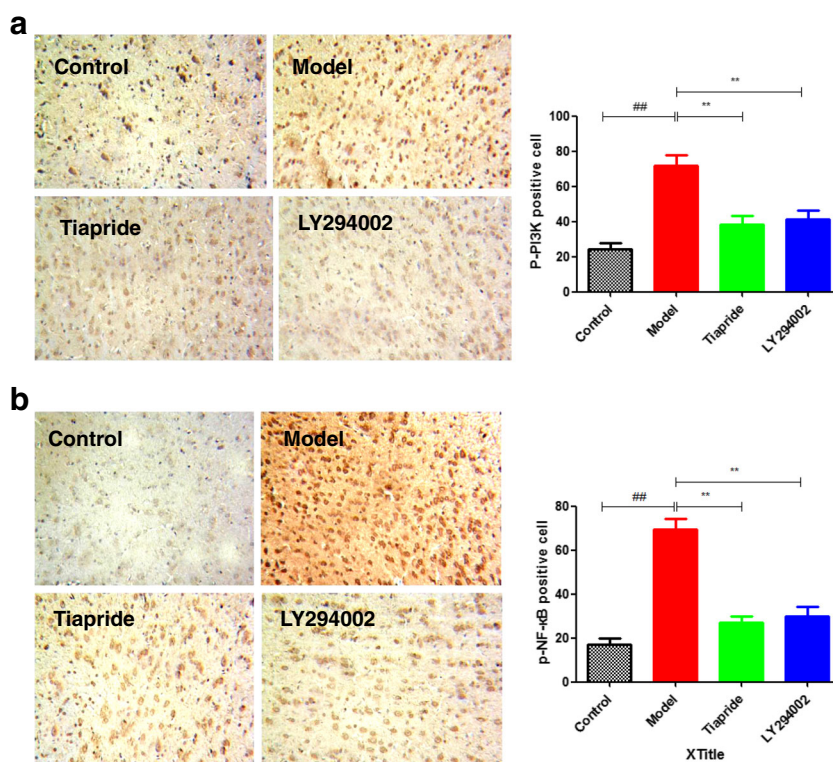 a
Control
Model
Tiapride
LY294002
##
**
**
P-PI3K positive cell
100
80
60
40
20
0
Control
Model
Tiapride
LY294002
b
Control
Model
Tiapride
LY294002
##
**
**
p-NF-κB positive cell
80
60
40
20
0
Control
Model
Tiapride
LY294002
XTitle